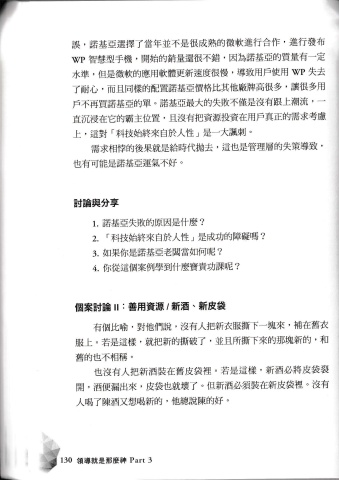 誤，諾基亞選擇了當年並不是很成熟的微軟進行合作，進行發布
WP 智慧型手機，開始的銷量還很不錯，因為諾基亞的質量有一定
水準，但是微軟的應用軟體更新速度很慢，導致用戶使用 WP 失去
了耐心，而且同樣的配置諾基亞價格比其他廠牌高很多，讓很多用
戶不再買諾基亞的單。諾基亞最大的失敗不僅是沒有跟上潮流，一
直沉浸在它的霸主位置，且沒有把資源投資在用戶真正的需求考慮
上，這對「科技始終來自於人性」是一大諷刺。
需求相悖的後果就是給時代拋去，這也是管理層的失策導致，
也有可能是諾基亞運氣不好。
討論與分享
1. 諾基亞失敗的原因是什麼？
2. 「科技始終來自於人性」是成功的障礙嗎？
3. 如果你是諾基亞老闆當如何呢？
4. 你從這個案例學到什麼寶貴功課呢？
個案討論 II：善用資源 / 新酒、新皮袋
有個比喻，對他們說，沒有人把新衣服撕下一塊來，補在舊衣
服上，若是這樣，就把新的撕破了，並且所撕下來的那塊新的，和
舊的也不相稱。
也沒有人把新酒裝在舊皮袋裡。若是這樣，新酒必將皮袋裂
開，酒便漏出來，皮袋也就壞了。但新酒必須裝在新皮袋裡。沒有
人喝了陳酒又想喝新的，他總說陳的好。
130 領導就是那麼神 Part 3